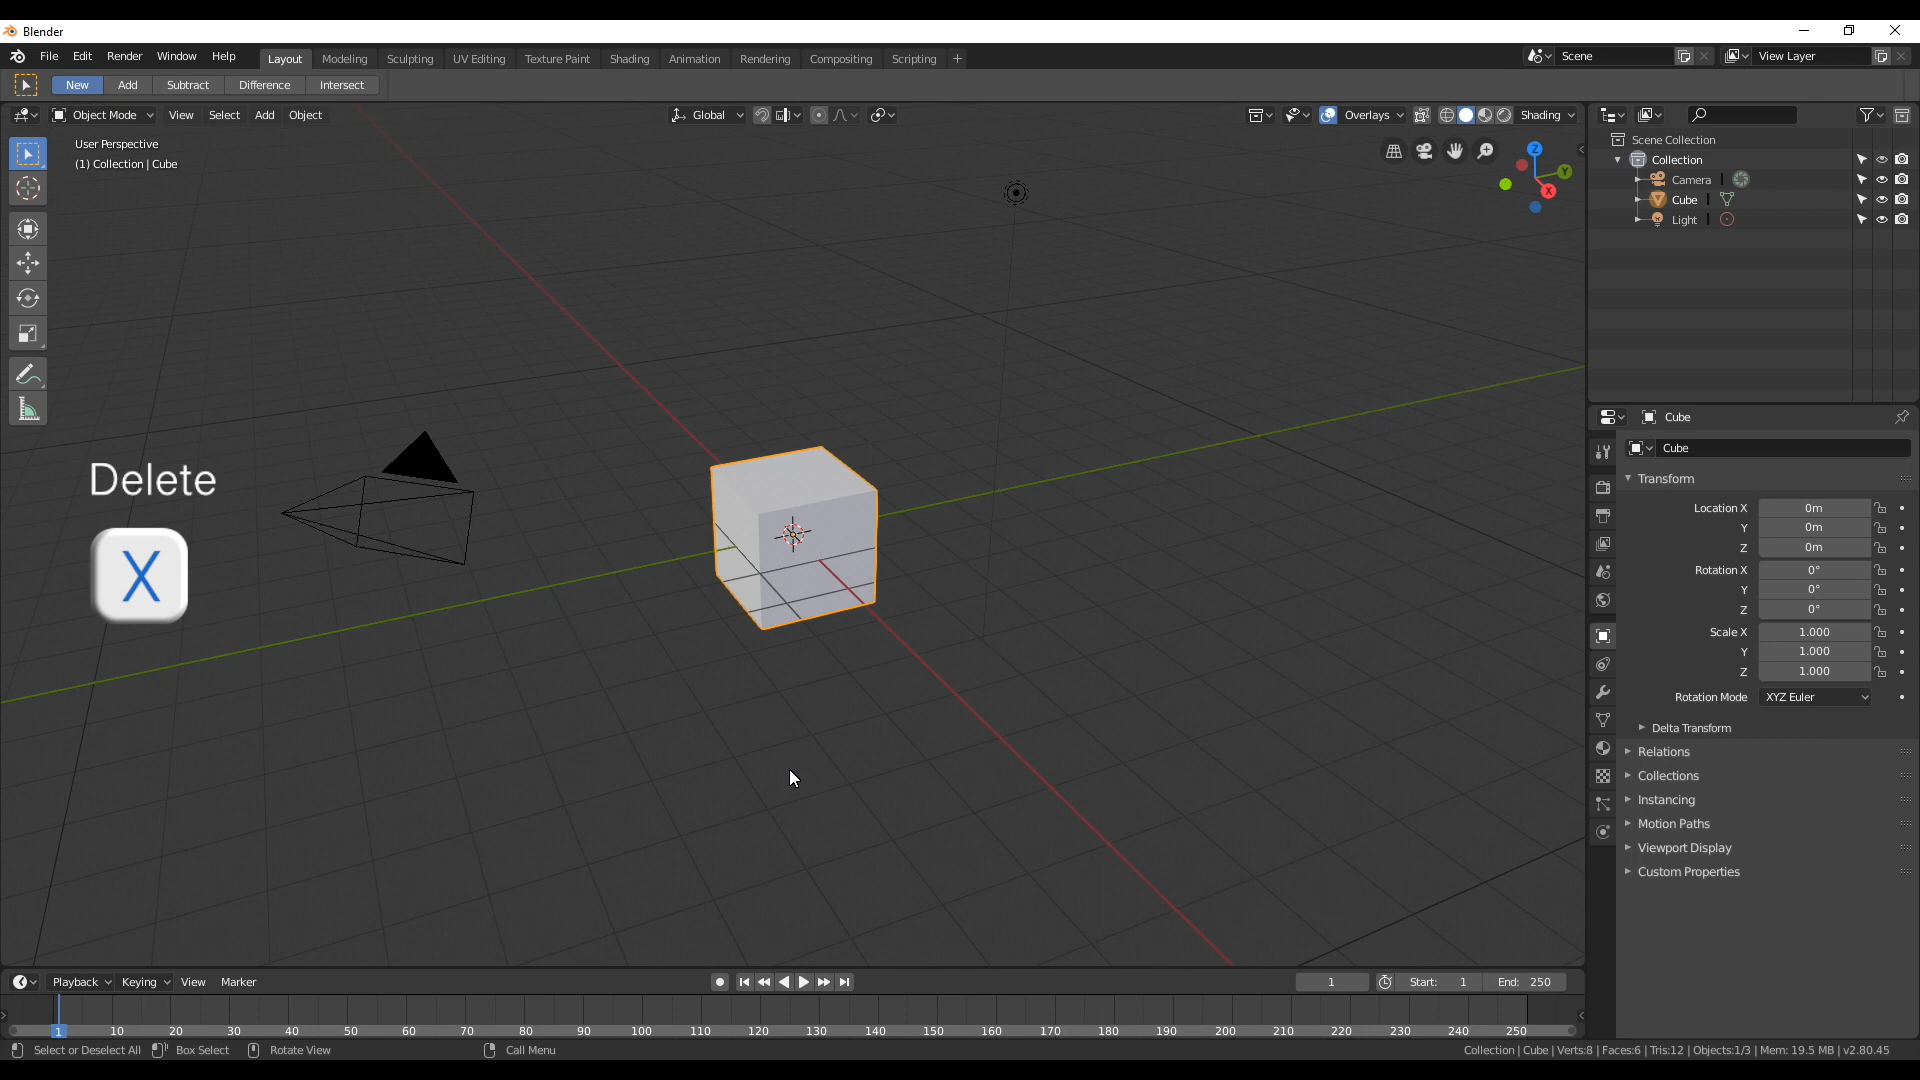 Blender
File Edit Render Window Help Layout Modeling Sculpting UV Editing Texture Paint Shading Animation Rendering Compositing Scripting + Scene View Layer
New Add Subtract Difference Intersect
Object Mode View Select Add Object Global Overlays Shading
User Perspective
(1) Collection | Cube
Z
Y
X
Scene Collection
Collection
Camera
Cube
Light
Delete
X
Cube
Cube
Transform
Location X 0m
Y 0m
Z 0m
Rotation X 0°
Y 0°
Z 0°
Scale X 1.000
Y 1.000
Z 1.000
Rotation Mode XYZ Euler
Delta Transform
Relations
Collections
Instancing
Motion Paths
Viewport Display
Custom Properties
Playback Keying View Marker 1 Start: 1 End: 250
1 10 20 30 40 50 60 70 80 90 100 110 120 130 140 150 160 170 180 190 200 210 220 230 240 250
Select or Deselect All Box Select Rotate View Call Menu Collection | Cube | Verts:8 | Faces:6 | Tris:12 | Objects:1/3 | Mem: 19.5 MB | v2.80.45